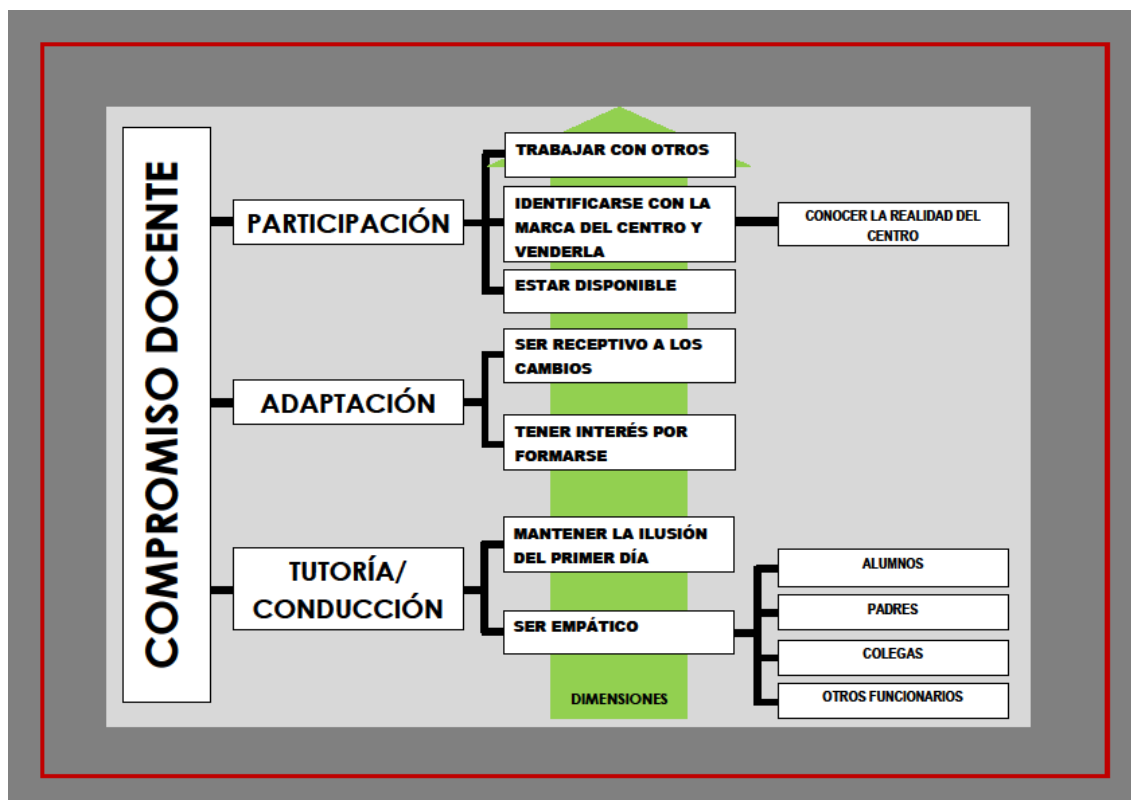 COMPROMISO DOCENTE
PARTICIPACIÓN
TRABAJAR CON OTROS
IDENTIFICARSE CON LA
MARCA DEL CENTRO Y
VENDERLA
CONOCER LA REALIDAD DEL
CENTRO
ESTAR DISPONIBLE
ADAPTACIÓN
SER RECEPTIVO A LOS
CAMBIOS
TENER INTERÉS POR
FORMARSE
TUTORÍA/
CONDUCCIÓN
MANTENER LA ILUSIÓN
DEL PRIMER DÍA
SER EMPÁTICO
ALUMNOS
PADRES
COLEGAS
OTROS FUNCIONARIOS
DIMENSIONES